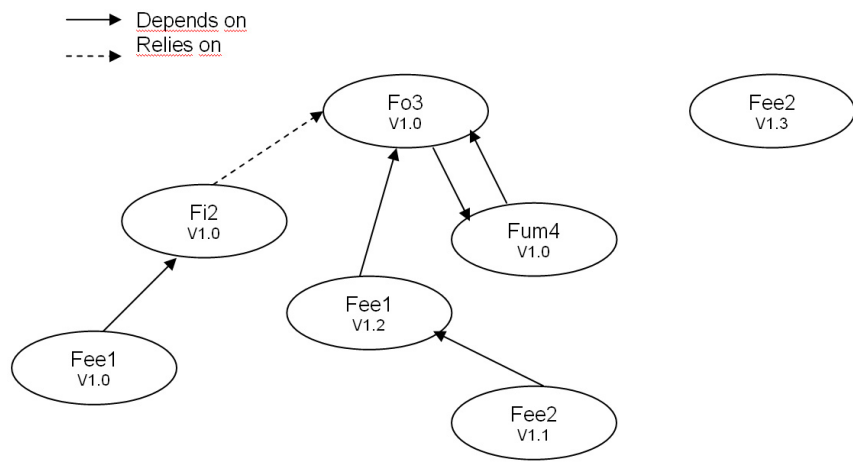 Depends on
Relies on
Fo3
V1.0
Fee2
V1.3
Fi2
V1.0
Fum4
V1.0
Fee1
V1.2
Fee1
V1.0
Fee2
V1.1